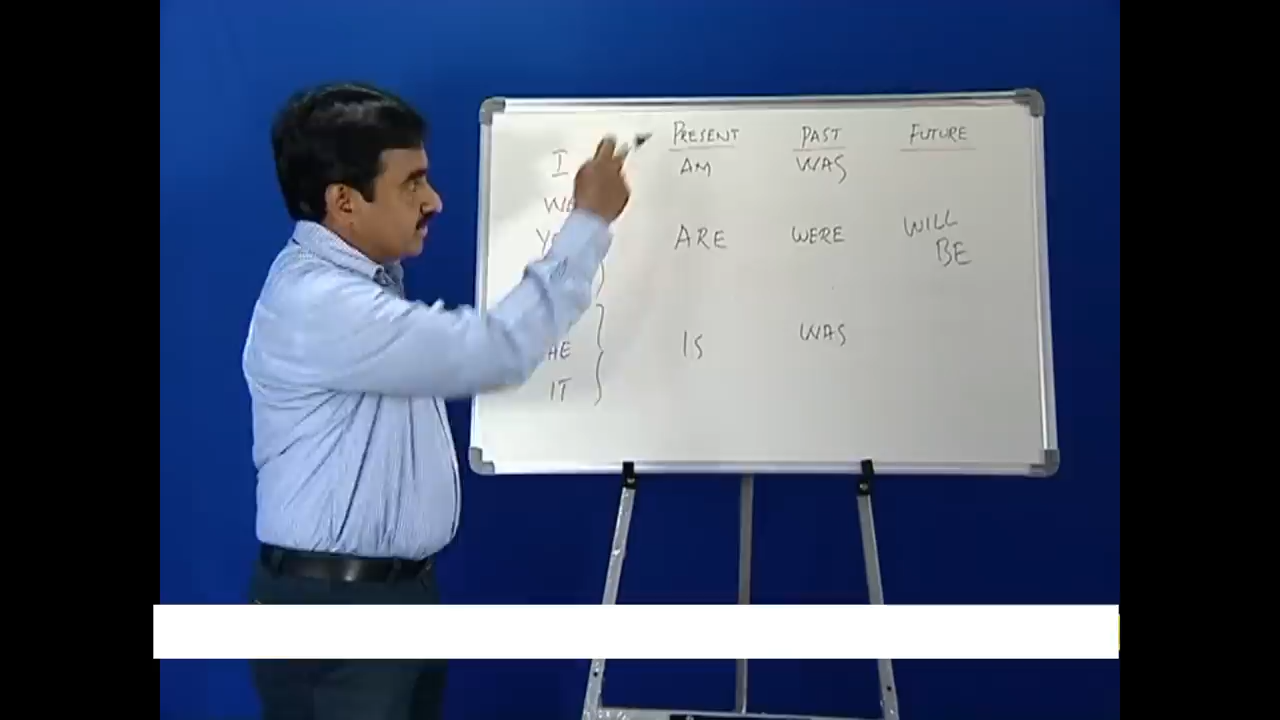 PRESENT PAST FUTURE
I AM WAS
ARE WERE WILL BE
IS WAS
IT